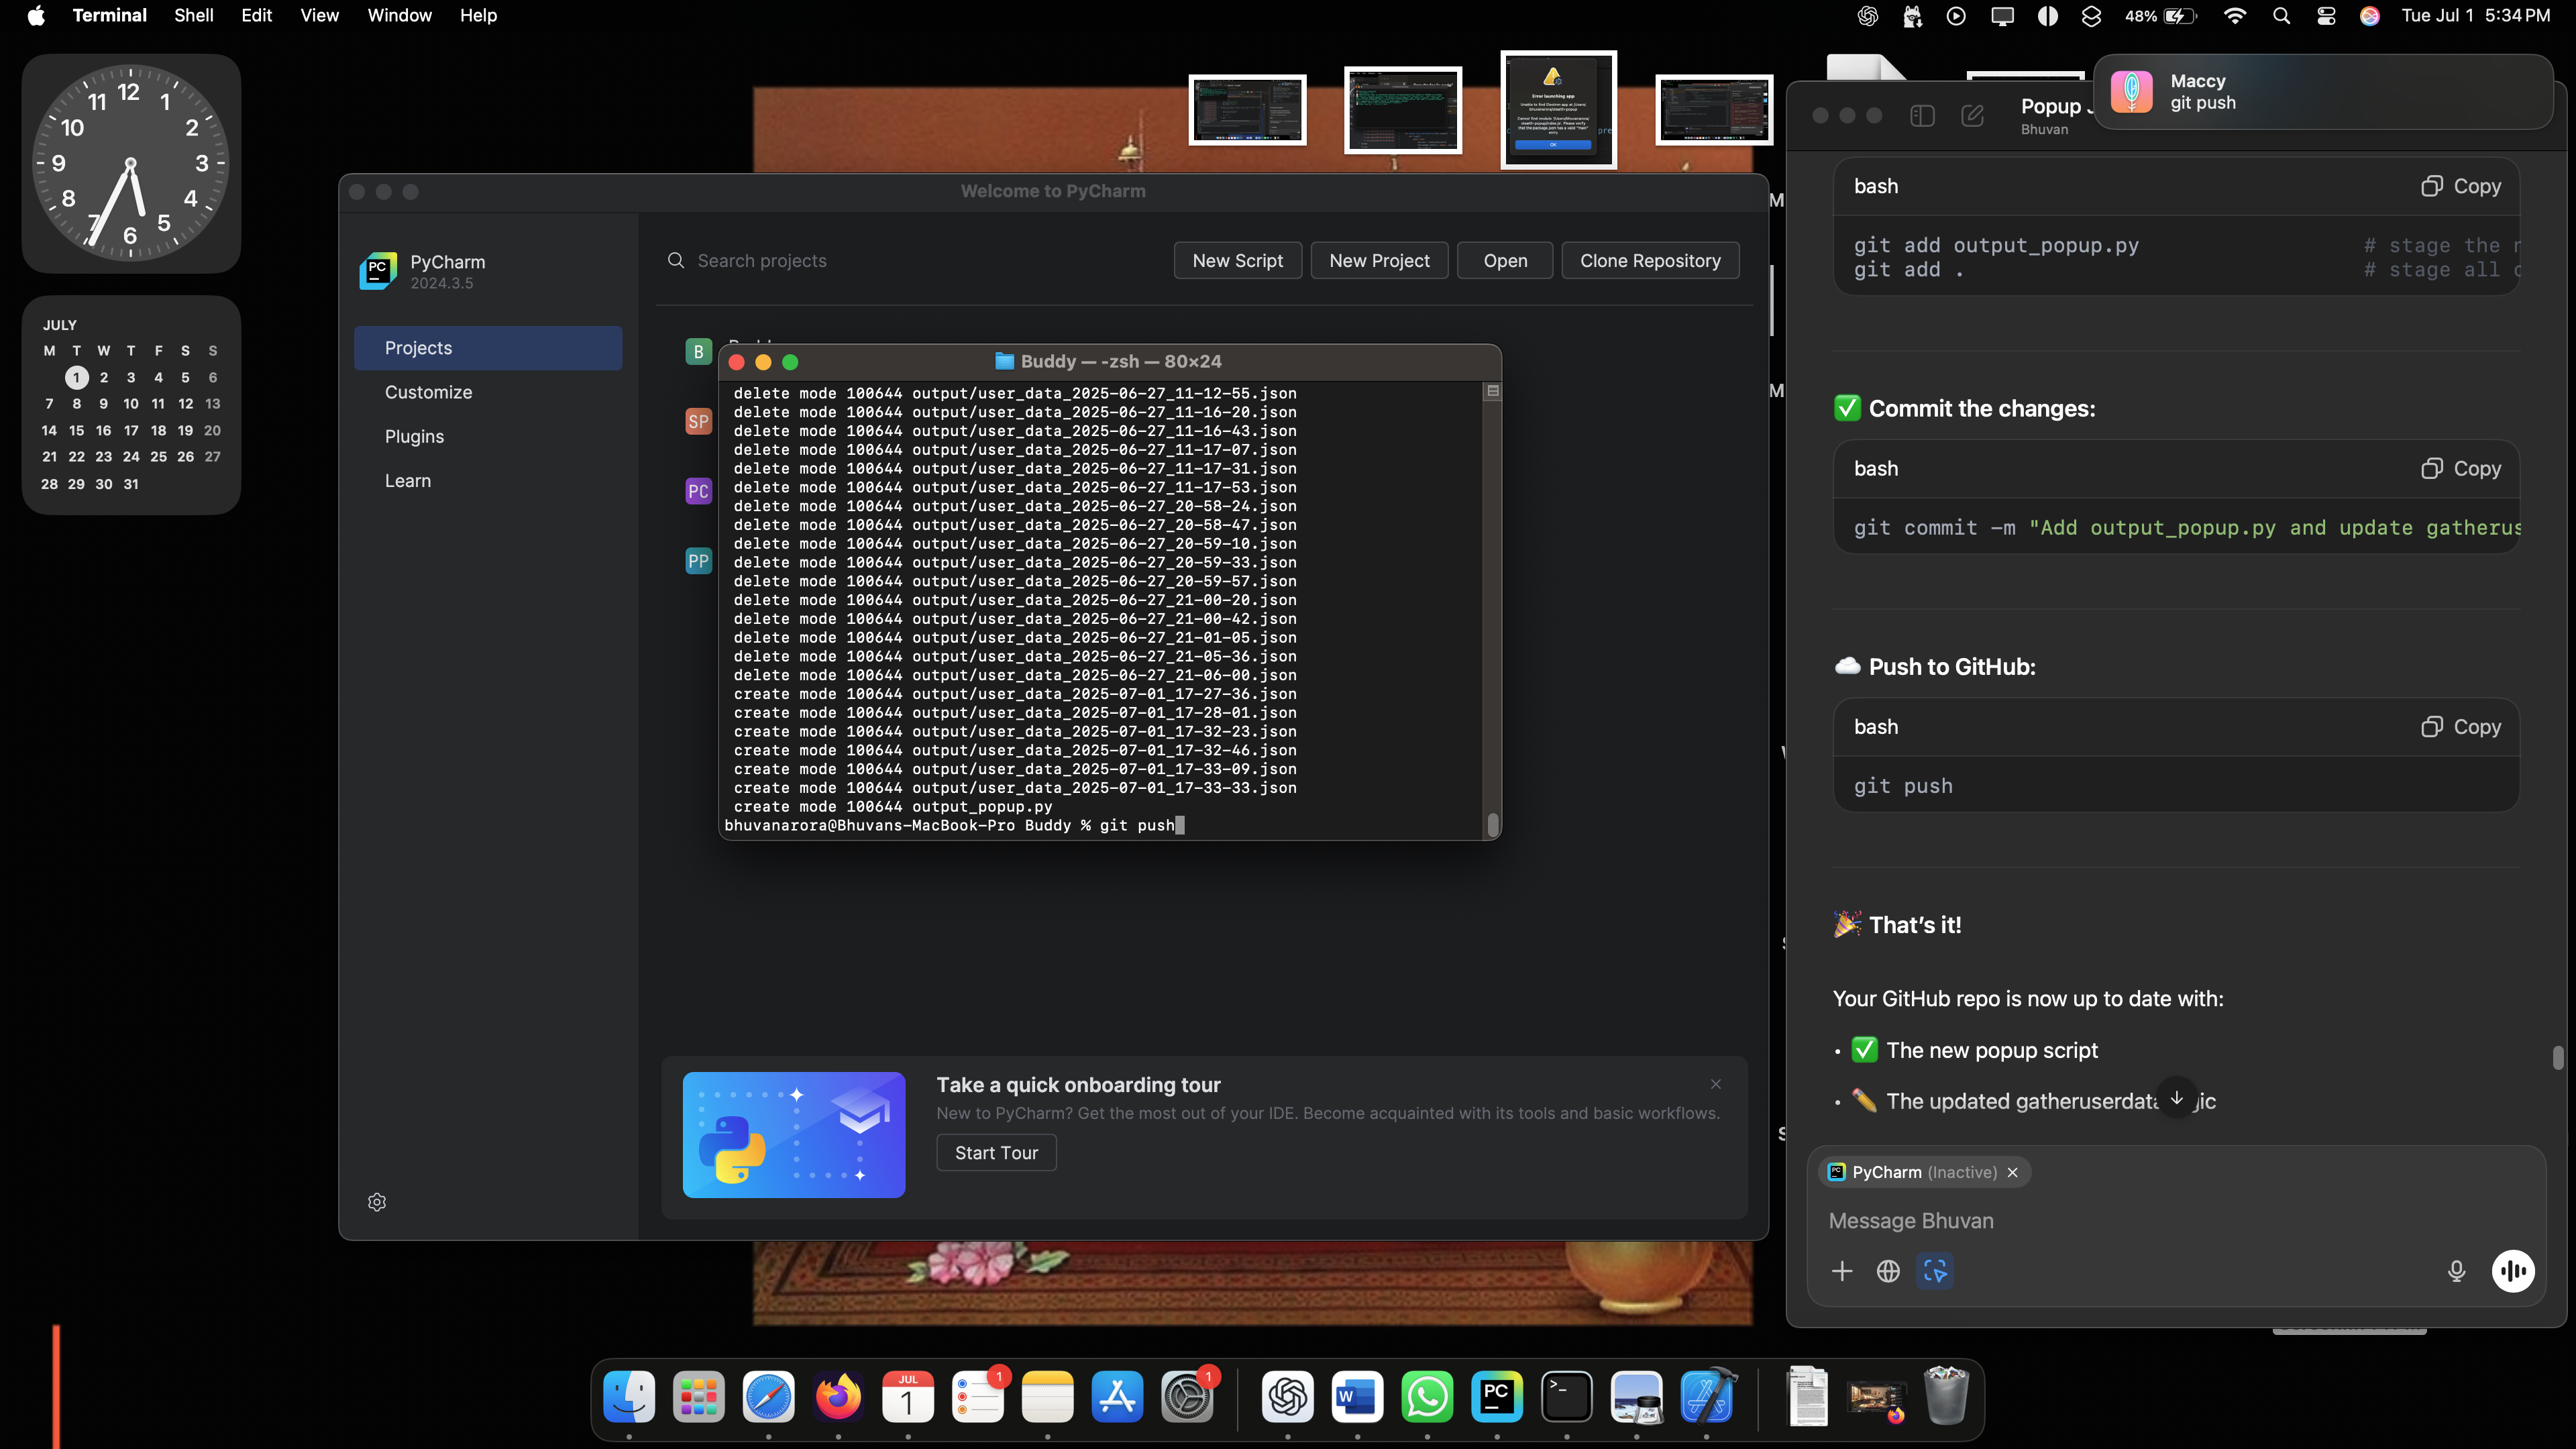 Terminal Shell Edit View Window Help
48% Tue Jul 1 5:34 PM
12
11 1
10 2
9 3
8 4
7 5
6
JULY
M T W T F S S
1 2 3 4 5 6
7 8 9 10 11 12 13
14 15 16 17 18 19 20
21 22 23 24 25 26 27
28 29 30 31
Error launching app
OK
Welcome to PyCharm
PC
PyCharm
2024.3.5
Projects
Customize
Plugins
Learn
Search projects
New Script New Project Open Clone Repository
B
SP
PC
PP
Buddy — -zsh — 80×24
delete mode 100644 output/user_data_2025-06-27_11-12-55.json
delete mode 100644 output/user_data_2025-06-27_11-16-20.json
delete mode 100644 output/user_data_2025-06-27_11-16-43.json
delete mode 100644 output/user_data_2025-06-27_11-17-07.json
delete mode 100644 output/user_data_2025-06-27_11-17-31.json
delete mode 100644 output/user_data_2025-06-27_11-17-53.json
delete mode 100644 output/user_data_2025-06-27_20-58-24.json
delete mode 100644 output/user_data_2025-06-27_20-58-47.json
delete mode 100644 output/user_data_2025-06-27_20-59-10.json
delete mode 100644 output/user_data_2025-06-27_20-59-33.json
delete mode 100644 output/user_data_2025-06-27_20-59-57.json
delete mode 100644 output/user_data_2025-06-27_21-00-20.json
delete mode 100644 output/user_data_2025-06-27_21-00-42.json
delete mode 100644 output/user_data_2025-06-27_21-01-05.json
delete mode 100644 output/user_data_2025-06-27_21-05-36.json
delete mode 100644 output/user_data_2025-06-27_21-06-00.json
create mode 100644 output/user_data_2025-07-01_17-27-36.json
create mode 100644 output/user_data_2025-07-01_17-28-01.json
create mode 100644 output/user_data_2025-07-01_17-32-23.json
create mode 100644 output/user_data_2025-07-01_17-32-46.json
create mode 100644 output/user_data_2025-07-01_17-33-09.json
create mode 100644 output/user_data_2025-07-01_17-33-33.json
create mode 100644 output_popup.py
bhuvanarora@Bhuvans-MacBook-Pro Buddy % git push
Take a quick onboarding tour
New to PyCharm? Get the most out of your IDE. Become acquainted with its tools and basic workflows.
Start Tour
Popup
Bhuvan
Maccy
git push
bash Copy
git add output_popup.py # stage the
git add . # stage all
✅ Commit the changes:
bash Copy
git commit -m "Add output_popup.py and update gatherus
☁️ Push to GitHub:
bash Copy
git push
🎉 That's it!
Your GitHub repo is now up to date with:
• ✅ The new popup script
• ✏️ The updated gatheruserdata
PyCharm (Inactive) ×
Message Bhuvan
JUL
1
1
1
W
PC